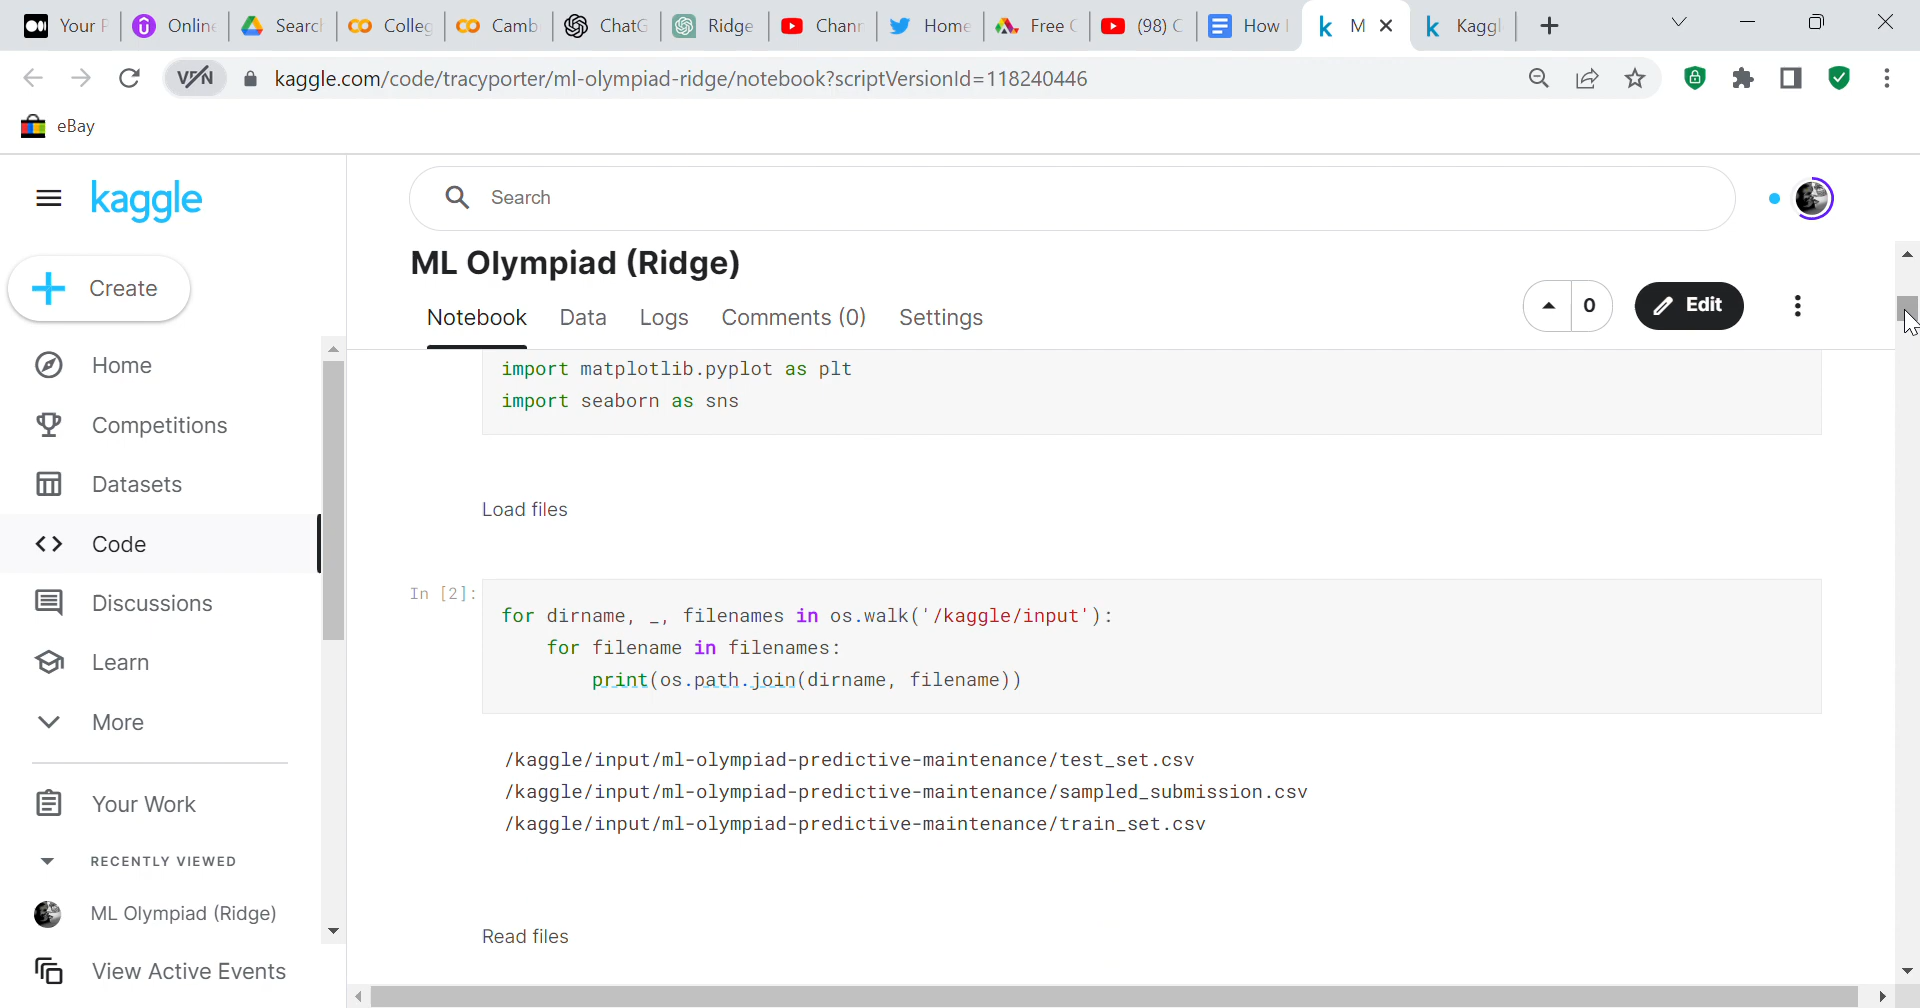 Your P Online Search Colleg Camb ChatG Ridge Chann Home Free C (98) C How I M Kaggl
VPN kaggle.com/code/tracyporter/ml-olympiad-ridge/notebook?scriptVersionId=118240446
eBay
kaggle
Search
Create
ML Olympiad (Ridge)
0 Edit
Notebook Data Logs Comments (0) Settings
Home
Competitions
Datasets
Code
Discussions
Learn
More
Your Work
RECENTLY VIEWED
ML Olympiad (Ridge)
View Active Events
import matplotlib.pyplot as plt
import seaborn as sns
Load files
In [2]:
for dirname, _, filenames in os.walk('/kaggle/input'):
for filename in filenames:
print(os.path.join(dirname, filename))
/kaggle/input/ml-olympiad-predictive-maintenance/test_set.csv
/kaggle/input/ml-olympiad-predictive-maintenance/sampled_submission.csv
/kaggle/input/ml-olympiad-predictive-maintenance/train_set.csv
Read files